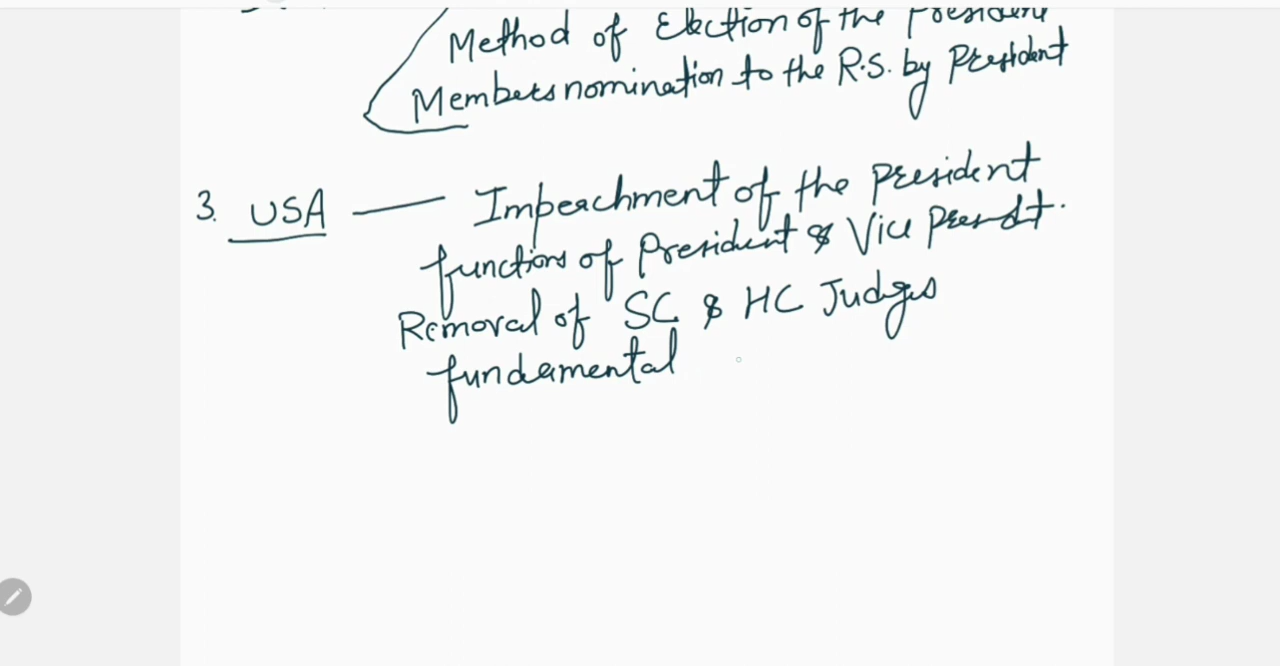 Method of Election of the President
Members nomination to the R.S. by President
3. USA — Impeachment of the President
functions of President & Vice Presdt.
Removal of SC & HC Judges
fundamental